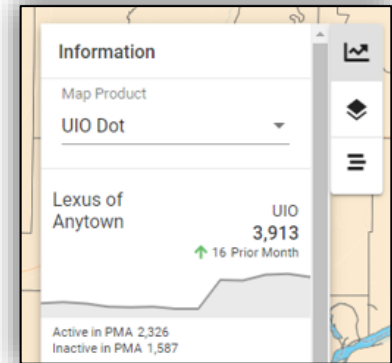 Information
Map Product
UIO Dot
Lexus of
Anytown
UIO
3,913
↑ 16 Prior Month
Active in PMA 2,326
Inactive in PMA 1,587